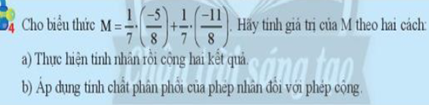 4 Cho biểu thức M = \frac{1}{7}.\left(\frac{-5}{8}\right)+\frac{1}{7}.\left(\frac{-11}{8}\right). Hãy tính giá trị của M theo hai cách:
a) Thực hiện tính nhân rồi cộng hai kết quả.
b) Áp dụng tính chất phân phối của phép nhân đối với phép cộng.